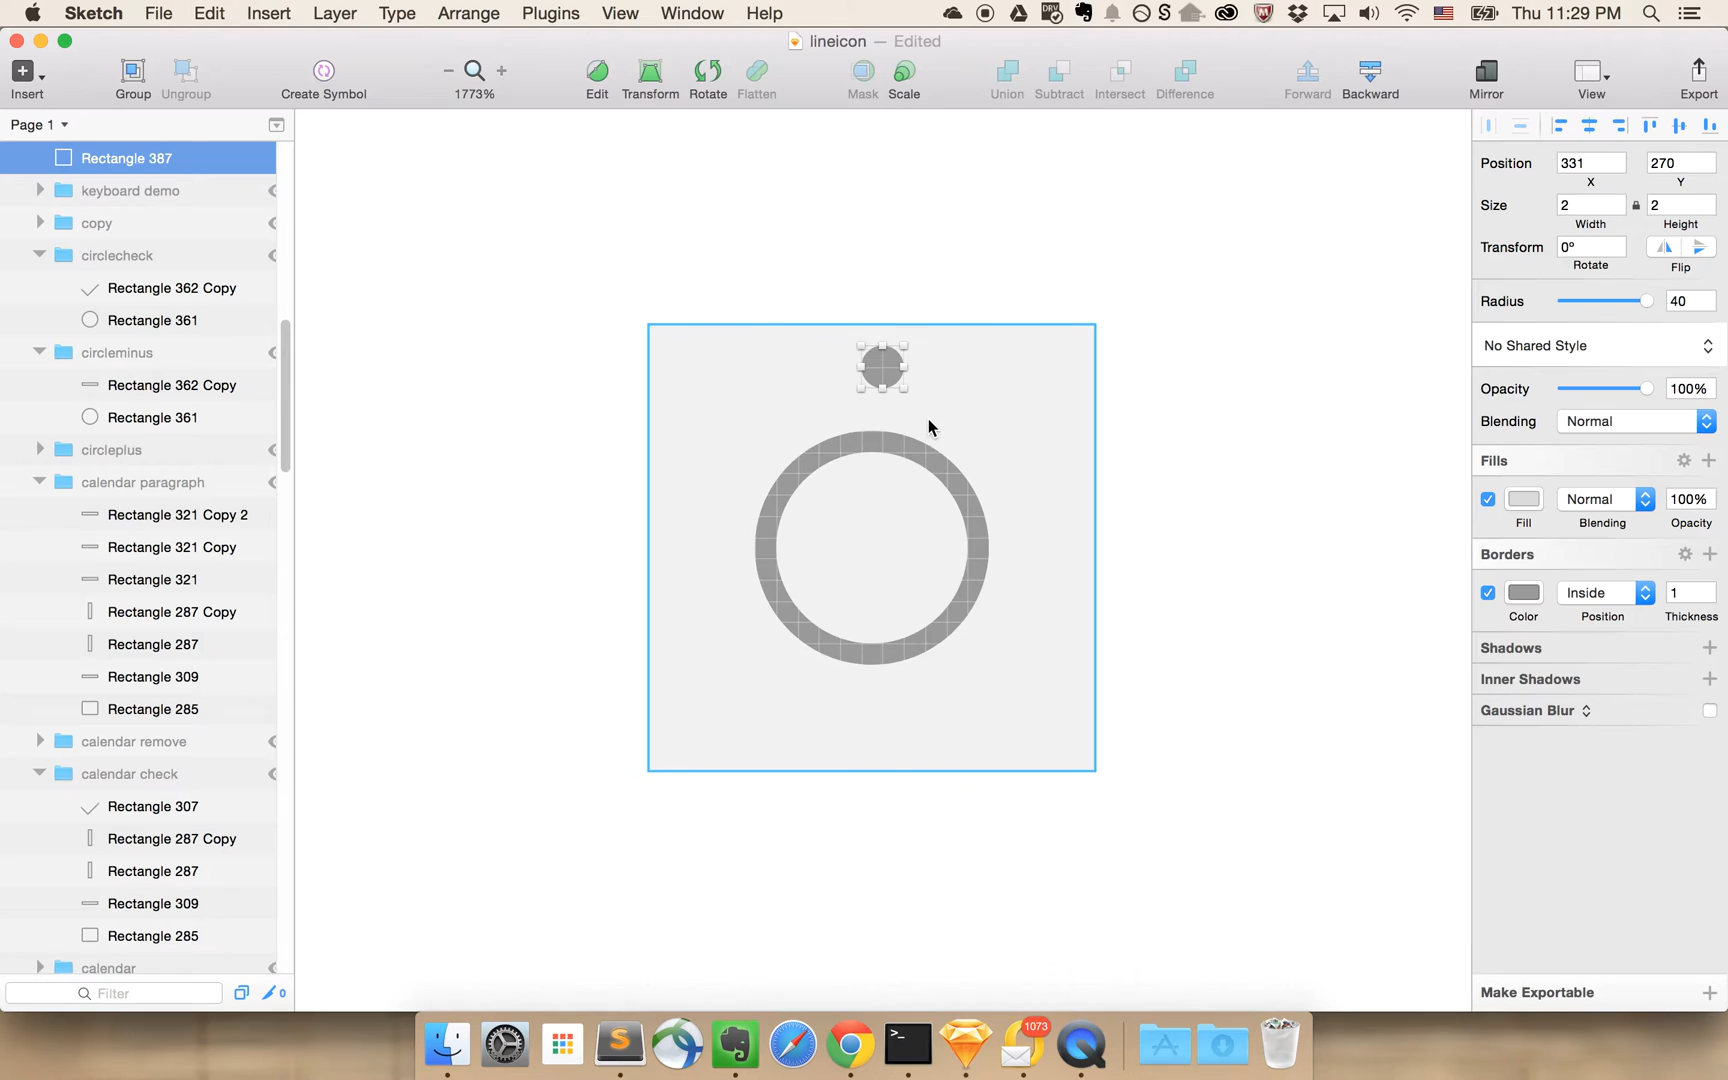 Sketch File Edit Insert Layer Type Arrange Plugins View Window Help
Thu 11:29 PM
lineicon — Edited
Insert Group Ungroup Create Symbol 1773% Edit Transform Rotate Flatten Mask Scale Union Subtract Intersect Difference Forward Backward Mirror View Export
Page 1
Rectangle 387
keyboard demo
copy
circlecheck
Rectangle 362 Copy
Rectangle 361
circleminus
Rectangle 362 Copy
Rectangle 361
circleplus
calendar paragraph
Rectangle 321 Copy 2
Rectangle 321 Copy
Rectangle 321
Rectangle 287 Copy
Rectangle 287
Rectangle 309
Rectangle 285
calendar remove
calendar check
Rectangle 307
Rectangle 287 Copy
Rectangle 287
Rectangle 309
Rectangle 285
calendar
Filter
0
Position 331 270
X Y
Size 2 2
Width Height
Transform 0º
Rotate Flip
Radius 40
No Shared Style
Opacity 100%
Blending Normal
Fills
Normal 100%
Fill Blending Opacity
Borders
Inside 1
Color Position Thickness
Shadows
Inner Shadows
Gaussian Blur
Make Exportable
1073